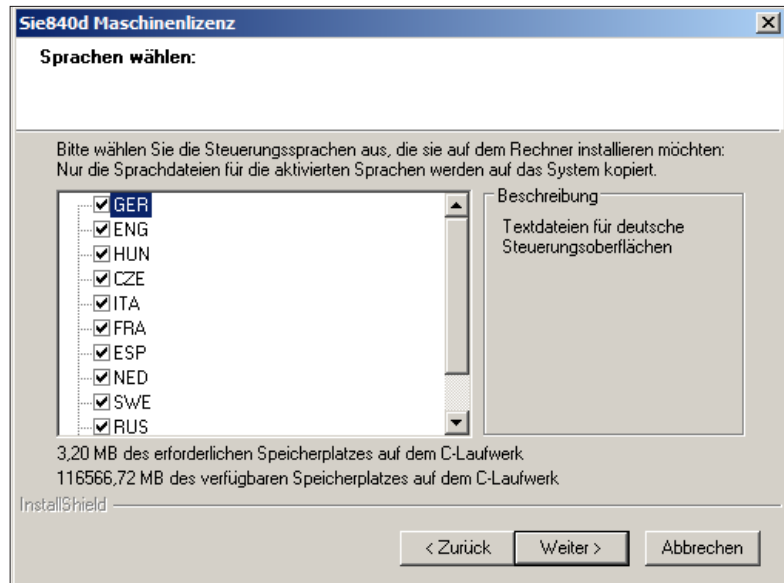 Sie840d Maschinenlizenz
Sprachen wählen:
Bitte wählen Sie die Steuerungssprachen aus, die sie auf dem Rechner installieren möchten:
Nur die Sprachdateien für die aktivierten Sprachen werden auf das System kopiert.
GER
ENG
HUN
CZE
ITA
FRA
ESP
NED
SWE
RUS
Beschreibung
Textdateien für deutsche
Steuerungsoberflächen
3,20 MB des erforderlichen Speicherplatzes auf dem C-Laufwerk
116566,72 MB des verfügbaren Speicherplatzes auf dem C-Laufwerk
InstallShield
< Zurück
Weiter >
Abbrechen